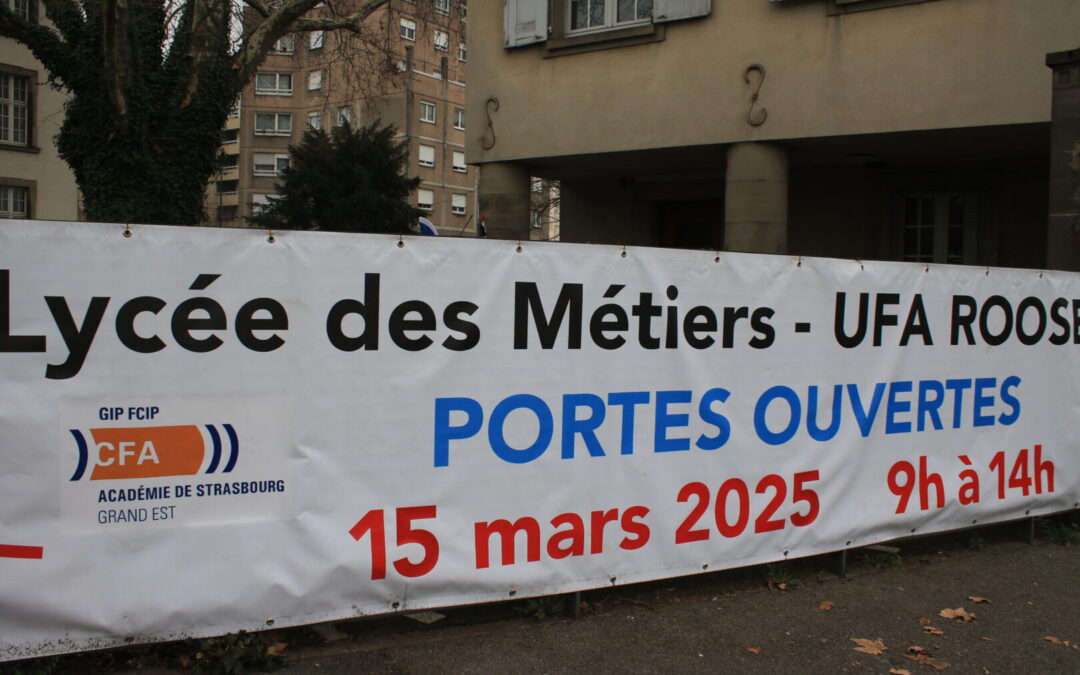 Lycée des Métiers - UFA ROOSE
PORTES OUVERTES
15 mars 2025 9h à 14h
GIP FCIP
CFA
ACADÉMIE DE STRASBOURG
GRAND EST